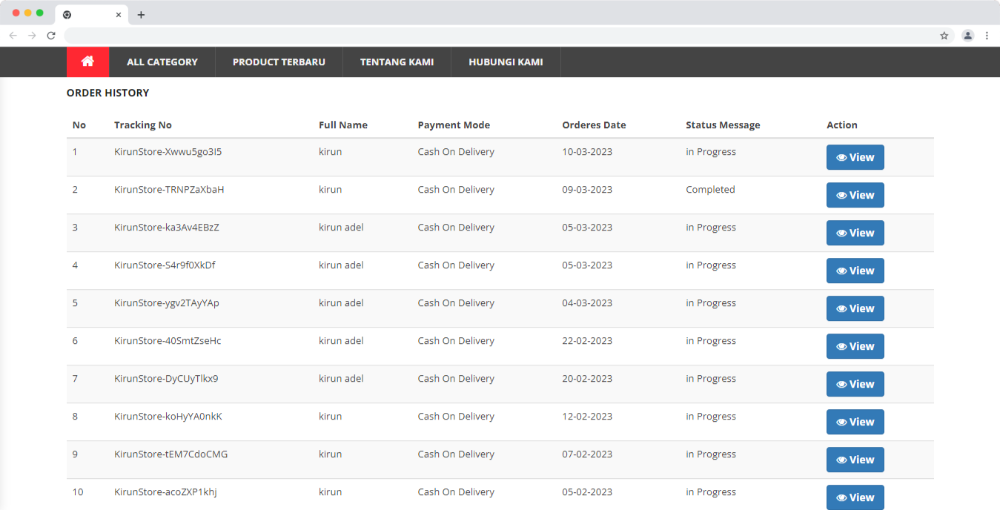 ALL CATEGORY PRODUCT TERBARU TENTANG KAMI HUBUNGI KAMI
ORDER HISTORY
No Tracking No Full Name Payment Mode Orderes Date Status Message Action
1 KirunStore-Xwwu5go3I5 kirun Cash On Delivery 10-03-2023 in Progress View
2 KirunStore-TRNPZaXbaH kirun Cash On Delivery 09-03-2023 Completed View
3 KirunStore-ka3Av4EBzZ kirun adel Cash On Delivery 05-03-2023 in Progress View
4 KirunStore-S4r9f0XkDf kirun adel Cash On Delivery 05-03-2023 in Progress View
5 KirunStore-ygv2TAyYAp kirun adel Cash On Delivery 04-03-2023 in Progress View
6 KirunStore-40SmtZseHc kirun adel Cash On Delivery 22-02-2023 in Progress View
7 KirunStore-DyCUyTlkx9 kirun adel Cash On Delivery 20-02-2023 in Progress View
8 KirunStore-koHyYA0nkK kirun Cash On Delivery 12-02-2023 in Progress View
9 KirunStore-tEM7CdoCMG kirun Cash On Delivery 07-02-2023 in Progress View
10 KirunStore-acoZXP1khj kirun Cash On Delivery 05-02-2023 in Progress View